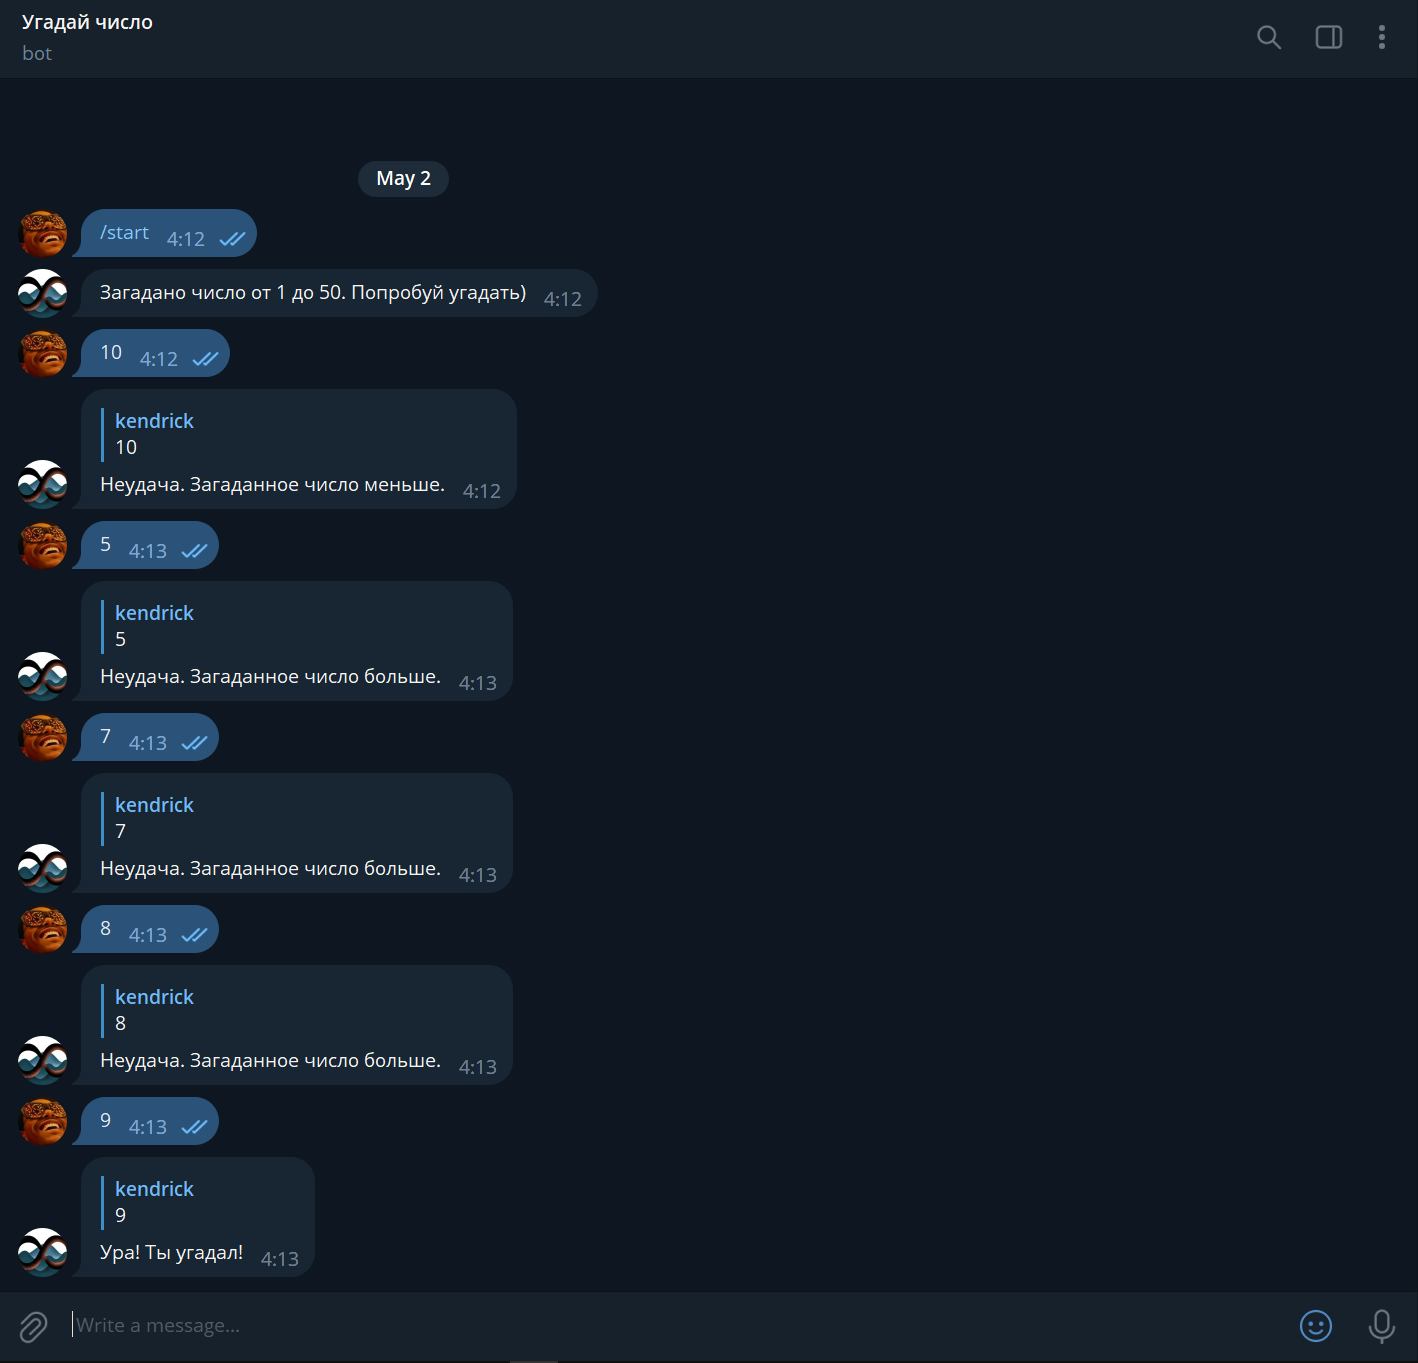 Угадай число
bot
May 2
/start 4:12
Загадано число от 1 до 50. Попробуй угадать) 4:12
10 4:12
kendrick
10
Неудача. Загаданное число меньше. 4:12
5 4:13
kendrick
5
Неудача. Загаданное число больше. 4:13
7 4:13
kendrick
7
Неудача. Загаданное число больше. 4:13
8 4:13
kendrick
8
Неудача. Загаданное число больше. 4:13
9 4:13
kendrick
9
Ура! Ты угадал! 4:13
Write a message...